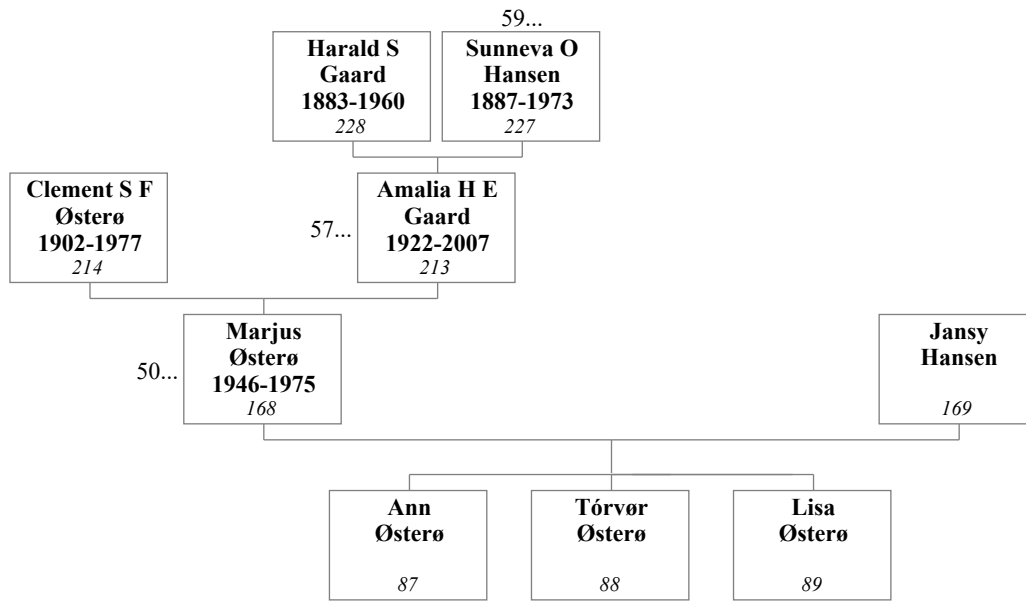 59...
Harald S
Gaard
1883-1960
228
Sunneva O
Hansen
1887-1973
227
Clement S F
Østerø
1902-1977
214
57...
Amalia H E
Gaard
1922-2007
213
50...
Marjus
Østerø
1946-1975
168
Jansy
Hansen
169
Ann
Østerø
87
Tórvør
Østerø
88
Lisa
Østerø
89